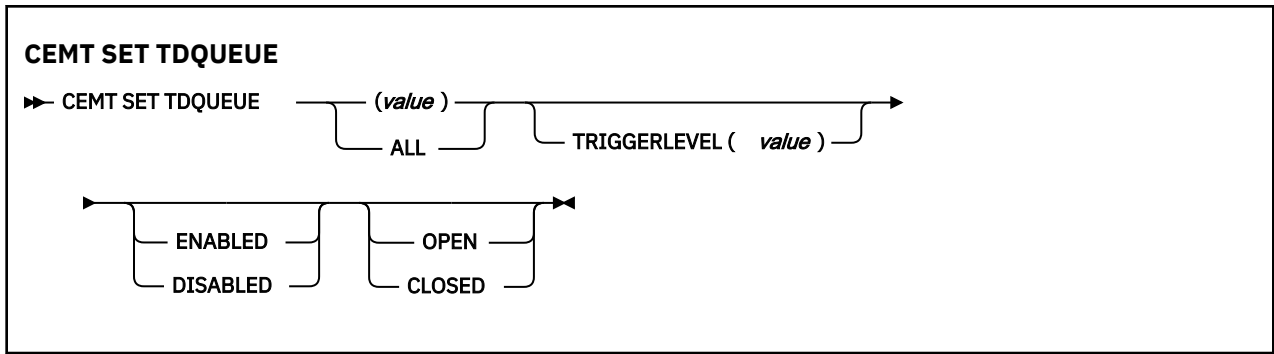 CEMT SET TDQUEUE
CEMT SET TDQUEUE (value )
ALL TRIGGERLEVEL ( value )
ENABLED OPEN
DISABLED CLOSED